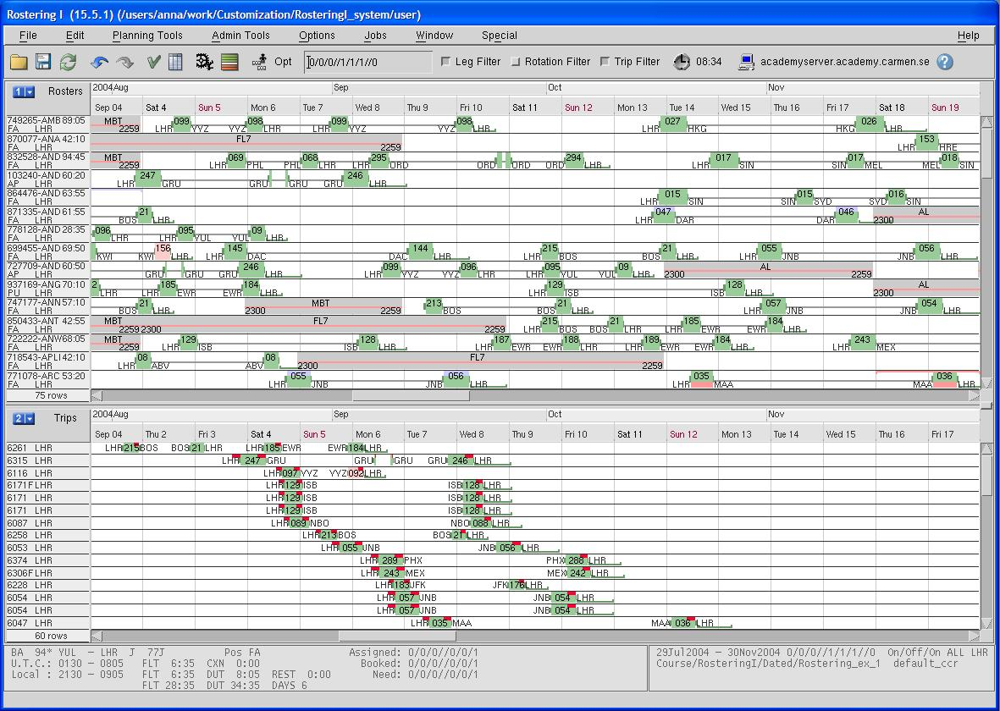 Rostering I (15.5.1) (/users/anna/work/Customization/RosteringI_system/user)
File Edit Planning Tools Admin Tools Options Jobs Window Special Help
Opt 0/0/0//1/1/1//0 Leg Filter Rotation Filter Trip Filter 08:34 academyserver.academy.carmen.se ?
1 Rosters 2004Aug Sep Oct Nov
Sep 04 Sat 4 Sun 5 Mon 6 Tue 7 Wed 8 Thu 9 Fri 10 Sat 11 Sun 12 Mon 13 Tue 14 Wed 15 Thu 16 Fri 17 Sat 18 Sun 19
749265-AMB 89:05 MBT 099 098 099 098 027 026
FA LHR 2259 LHR YYZ YYZ LHR LHR YYZ YYZ LHR LHR HKG HKG LHR
870077-ANA 42:10 FL7 153
FA LHR 2259 LHR HRE
832528-AND 94:45 MBT 069 068 295 294 017 017 018
FA LHR 2259 LHR PHL PHL LHR LHR ORD ORD ORD ORD LHR LHR SIN SIN MEL MEL SIN
103240-AND 60:20 247 246
AP LHR LHR GRU GRU GRU GRU LHR
864476-AND 63:55 015 015 016
FA LHR LHR SIN SIN SYD SYD SIN
871335-AND 61:55 21 047 046 AL
FA LHR BOS LHR LHR DAR DAR LHR 2300
778128-AND 28:35 096 095 09
FA LHR LHR LHR YUL YUL LHR
699455-AND 69:50 156 145 144 215 21 055 056
FA LHR KWI KWI LHR LHR DAC DAC LHR LHR BOS BOS LHR LHR JNB JNB LHR
727709-AND 60:50 246 099 096 095 09 AL
AP LHR GRU GRU GRU LHR LHR YYZ YYZ LHR LHR YUL YUL LHR 2300 2259
937169-ANG 70:10 2 185 184 129 128 AL
PU LHR LHR LHR EWR EWR LHR LHR ISB ISB LHR 2300
747177-ANN 57:10 21 MBT 213 21 057 054
FA LHR BOS LHR 2300 2259 BOS BOS LHR LHR JNB JNB LHR
850433-ANT 42:55 MBT FL7 215 21 185 184
FA LHR 2259 2300 2259 LHR BOS BOS LHR LHR EWR EWR LHR
722222-ANW68:05 MBT 129 128 187 188 189 184 243
FA LHR 2259 LHR ISB ISB LHR LHR EWR EWR LHR LHR EWR EWR LHR LHR MEX
718543-APLI42:10 08 08 FL7
FA LHR LHR ABV ABV LHR 2300 2259
771078-ARC 53:20 055 056 035 036
FA LHR LHR JNB JNB LHR LHR MAA MAA LHR
75 rows
2 Trips 2004Aug Sep Oct Nov
Sep 04 Thu 2 Fri 3 Sat 4 Sun 5 Mon 6 Tue 7 Wed 8 Thu 9 Fri 10 Sat 11 Sun 12 Mon 13 Tue 14 Wed 15 Thu 16 Fri 17
6261 LHR LHR 215 BOS BOS 21 LHR LHR 185 EWR EWR 184 LHR
6315 LHR LHR 247 GRU GRU GRU GRU 246 LHR
6116 LHR LHR 097 YYZ YYZ 092 LHR
6171F LHR LHR 129 ISB ISB 128 LHR
6171 LHR LHR 129 ISB ISB 128 LHR
6171 LHR LHR 129 ISB ISB 128 LHR
6087 LHR LHR 089 NBO NBO 088 LHR
6258 LHR LHR 213 BOS BOS 21 LHR
6053 LHR LHR 055 JNB JNB 056 LHR
6374 LHR LHR 289 PHX PHX 288 LHR
6306F LHR LHR 243 MEX MEX 242 LHR
6228 LHR LHR 183 JFK JFK 176 LHR
6054 LHR LHR 057 JNB JNB 054 LHR
6054 LHR LHR 057 JNB JNB 054 LHR
6047 LHR LHR 035 MAA MAA 036 LHR
60 rows
BA 94* YUL - LHR J 77J Pos FA Assigned: 0/0/0//0/0/1 29Jul2004 - 30Nov2004 0/0/0//1/1/1//0 On/Off/On ALL LHR
U.T.C.: 0130 - 0805 FLT 6:35 CXN 0:00 Booked: 0/0/0//0/0/1 Course/RosteringI/Dated/Rostering_ex_1 default_ccr
Local : 2130 - 0905 FLT 6:35 DUT 8:05 REST 0:00 Need: 0/0/0//0/0/1
FLT 28:35 DUT 34:35 DAYS 6